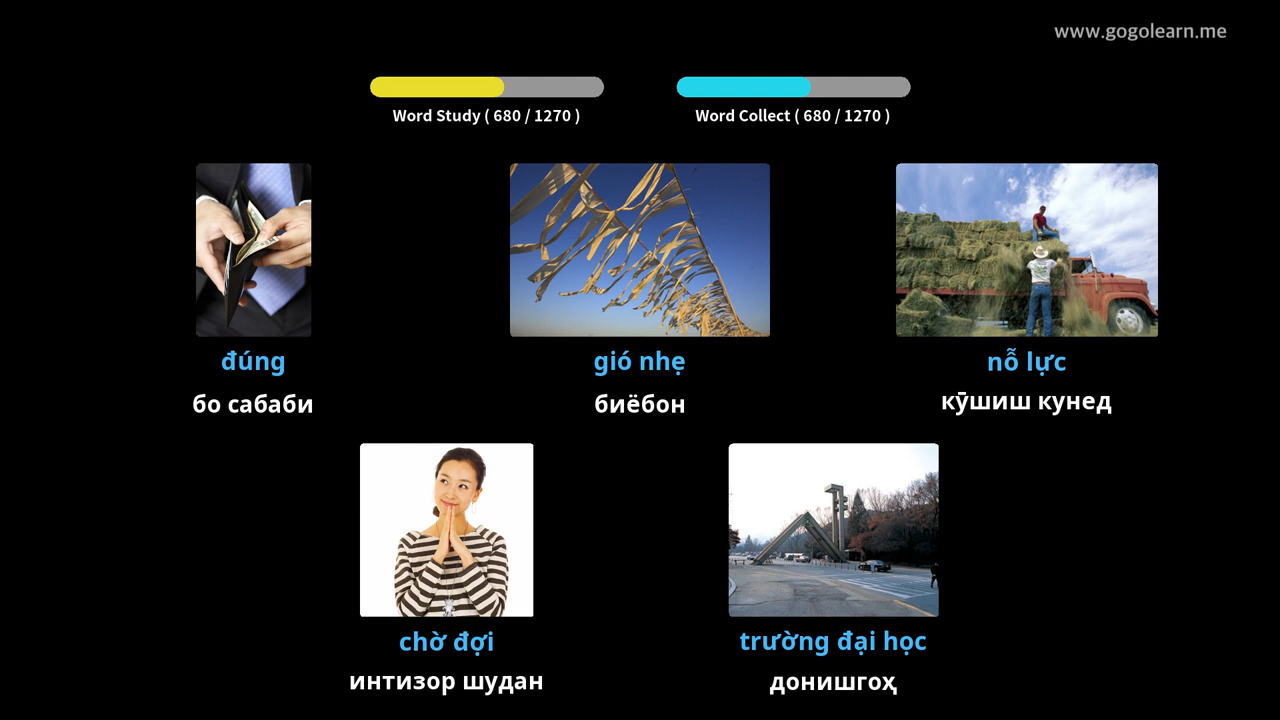 www.gogolearn.me
Word Study ( 680 / 1270 )
Word Collect ( 680 / 1270 )
đúng
gió nhẹ
nỗ lực
бо сабаби
биёбон
кӯшиш кунед
chờ đợi
trường đại học
интизор шудан
донишгоҳ